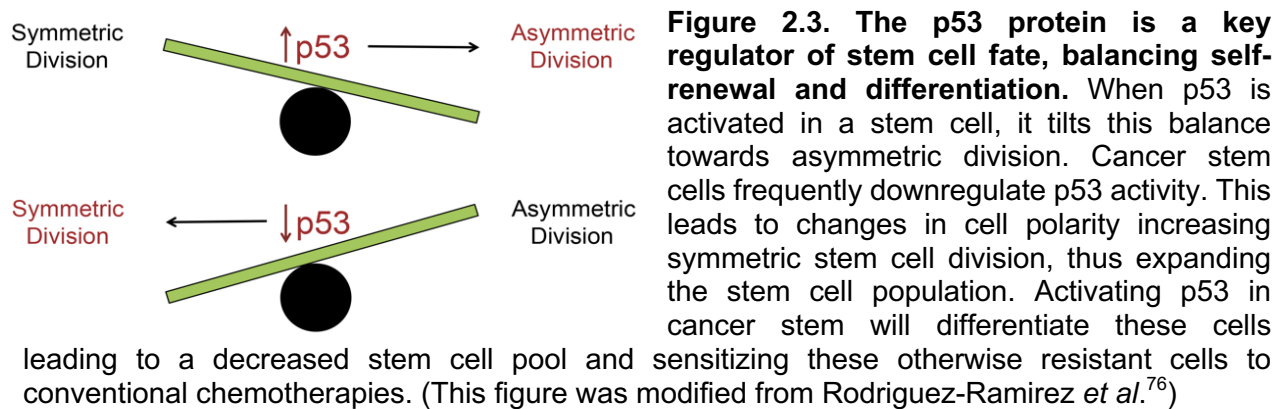 Symmetric
Division
↑p53
Asymmetric
Division
Symmetric
Division
↓p53
Asymmetric
Division
Figure 2.3. The p53 protein is a key
regulator of stem cell fate, balancing self-
renewal and differentiation. When p53 is
activated in a stem cell, it tilts this balance
towards asymmetric division. Cancer stem
cells frequently downregulate p53 activity. This
leads to changes in cell polarity increasing
symmetric stem cell division, thus expanding
the stem cell population. Activating p53 in
cancer stem will differentiate these cells
leading to a decreased stem cell pool and sensitizing these otherwise resistant cells to
conventional chemotherapies. (This figure was modified from Rodriguez-Ramirez et al.76)